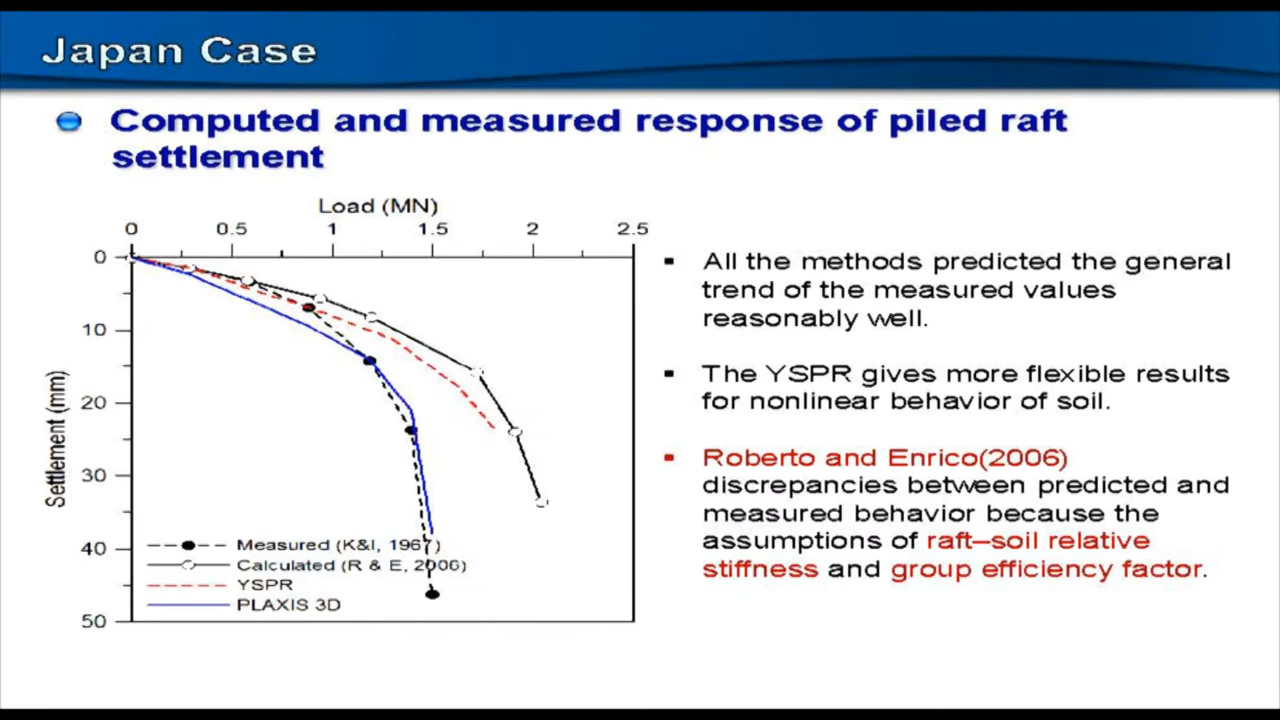 Japan Case
Computed and measured response of piled raft
settlement
Load (MN)
0 0.5 1 1.5 2 2.5
0
10
20
30
40
50
Settlement (mm)
Measured (K&I, 1967)
Calculated (R & E, 2006)
YSPR
PLAXIS 3D
▪ All the methods predicted the general
trend of the measured values
reasonably well.
▪ The YSPR gives more flexible results
for nonlinear behavior of soil.
▪ Roberto and Enrico(2006)
discrepancies between predicted and
measured behavior because the
assumptions of raft–soil relative
stiffness and group efficiency factor.